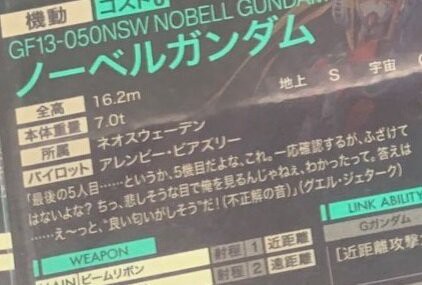 機動
コスト
GF13-050NSW NOBELL GUNDAM
ノーベルガンダム
全高 16.2m
本体重量 7.0t
所属 ネオスウェーデン
パイロット アレンビー・ビアズリー
地上 S 宇宙
「最後の5人目……というか、5機目だよな、これ。一応確認するが、ふざけて
はないよな？ ちっ、悲しそうな目で俺を見るんじゃねえ、わかったって。答えは
……え〜っと、“良い匂いがしそう”だ！（不正解の音）」（グエル・ジェターク）
WEAPON
MAIN ビームリボン 射程 1 近距離
射程 2 遠距離
LINK ABILITY
Gガンダム
［近距離攻撃